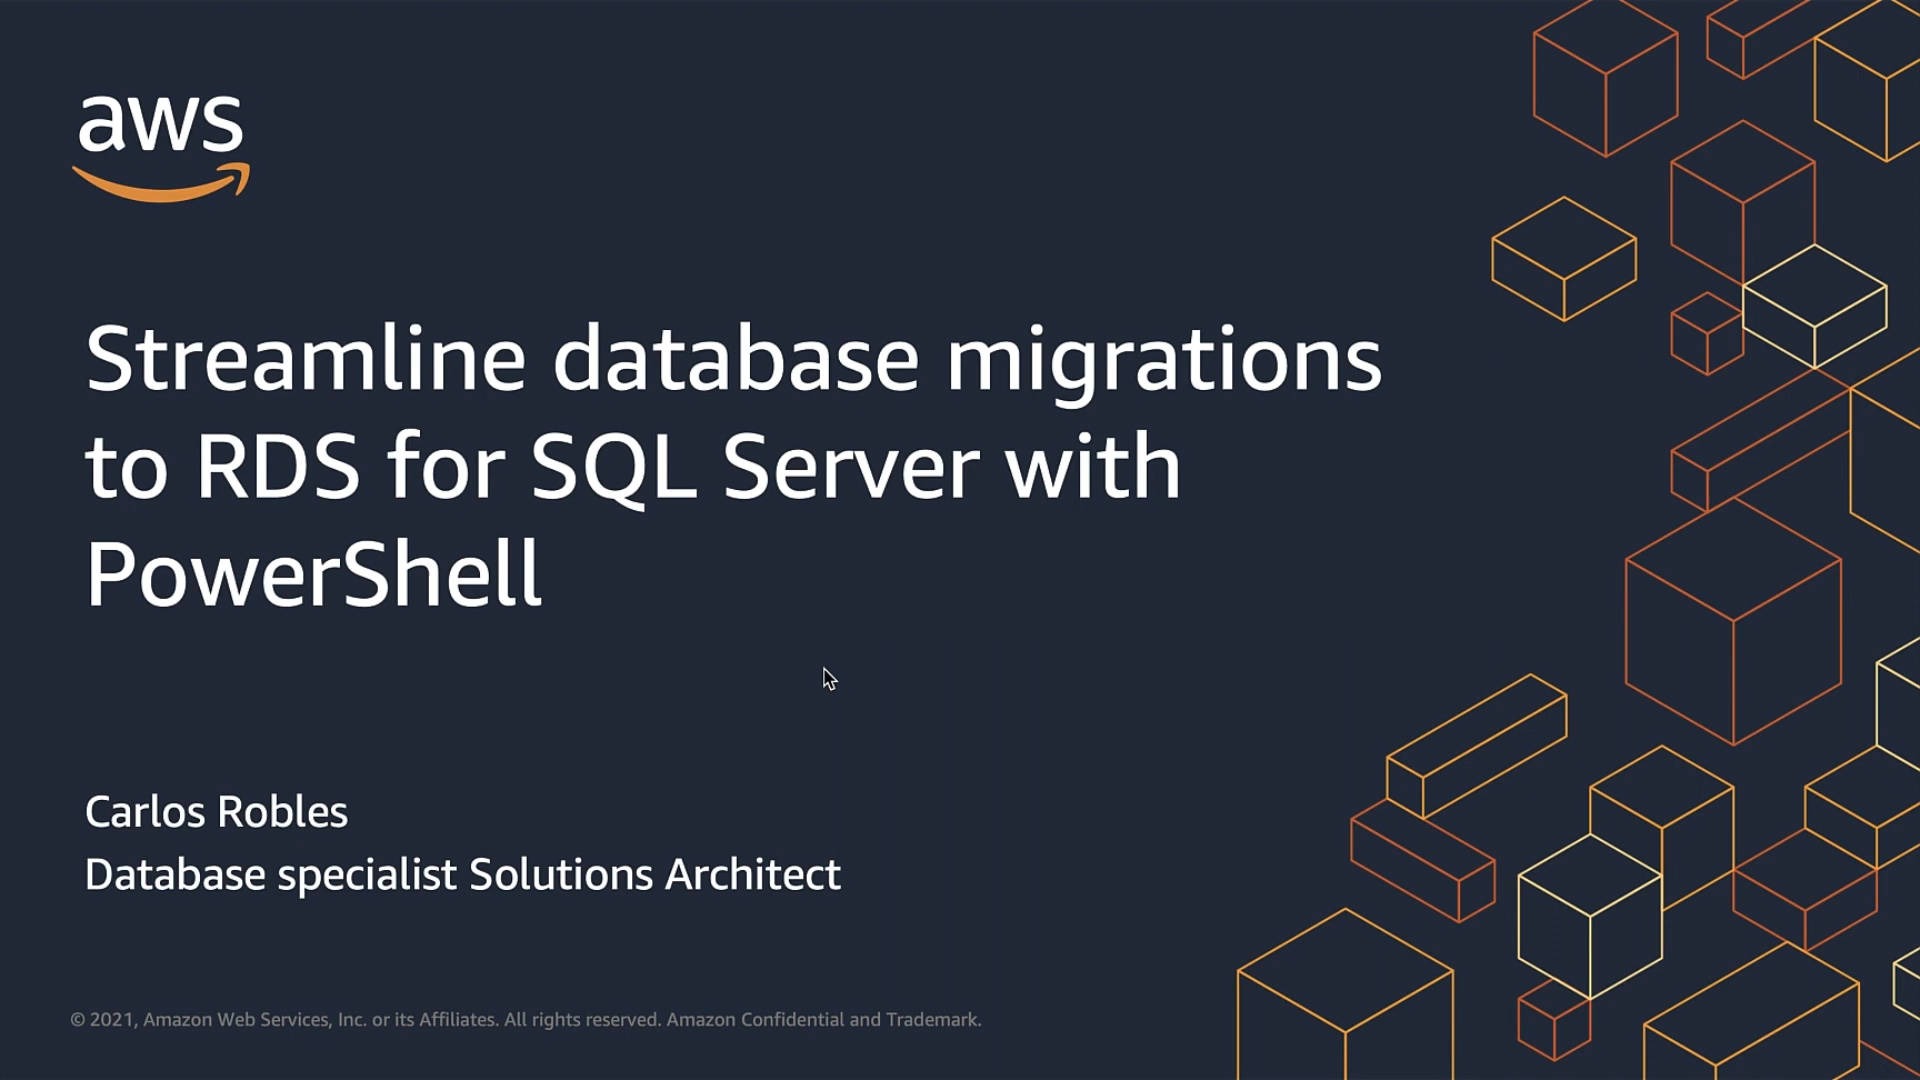 aws
Streamline database migrations
to RDS for SQL Server with
PowerShell
Carlos Robles
Database specialist Solutions Architect
© 2021, Amazon Web Services, Inc. or its Affiliates. All rights reserved. Amazon Confidential and Trademark.